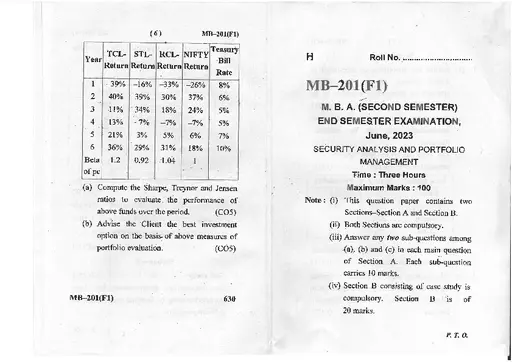 ( 6 ) MB–201(F1)
Year TCL- Return STL- Return RCL- Return NIFTY Return Teasury Bill Rate
1 39% –16% –33% –26% 8%
2 40% 39% 30% 37% 6%
3 11% 34% 18% 24% 5%
4 13% 7% –7% –7% 5%
5 21% 3% 5% 6% 7%
6 36% 29% 31% 18% 10%
Beta of pc 1.2 0.92 1.04 1
(a) Compute the Sharpe, Treynor and Jensen
ratios to evaluate the performance of
above funds over the period. (CO5)
(b) Advise the Client the best investment
option on the basis of above measures of
portfolio evaluation. (CO5)
MB–201(F1) 630
H Roll No. ..............................
MB–201(F1)
M. B. A. (SECOND SEMESTER)
END SEMESTER EXAMINATION,
June, 2023
SECURITY ANALYSIS AND PORTFOLIO
MANAGEMENT
Time : Three Hours
Maximum Marks : 100
Note : (i) This question paper contains two
Sections–Section A and Section B.
(ii) Both Sections are compulsory.
(iii) Answer any two sub-questions among
(a), (b) and (c) in each main question
of Section A. Each sub-question
carries 10 marks.
(iv) Section B consisting of case study is
compulsory. Section B is of
20 marks.
P. T. O.